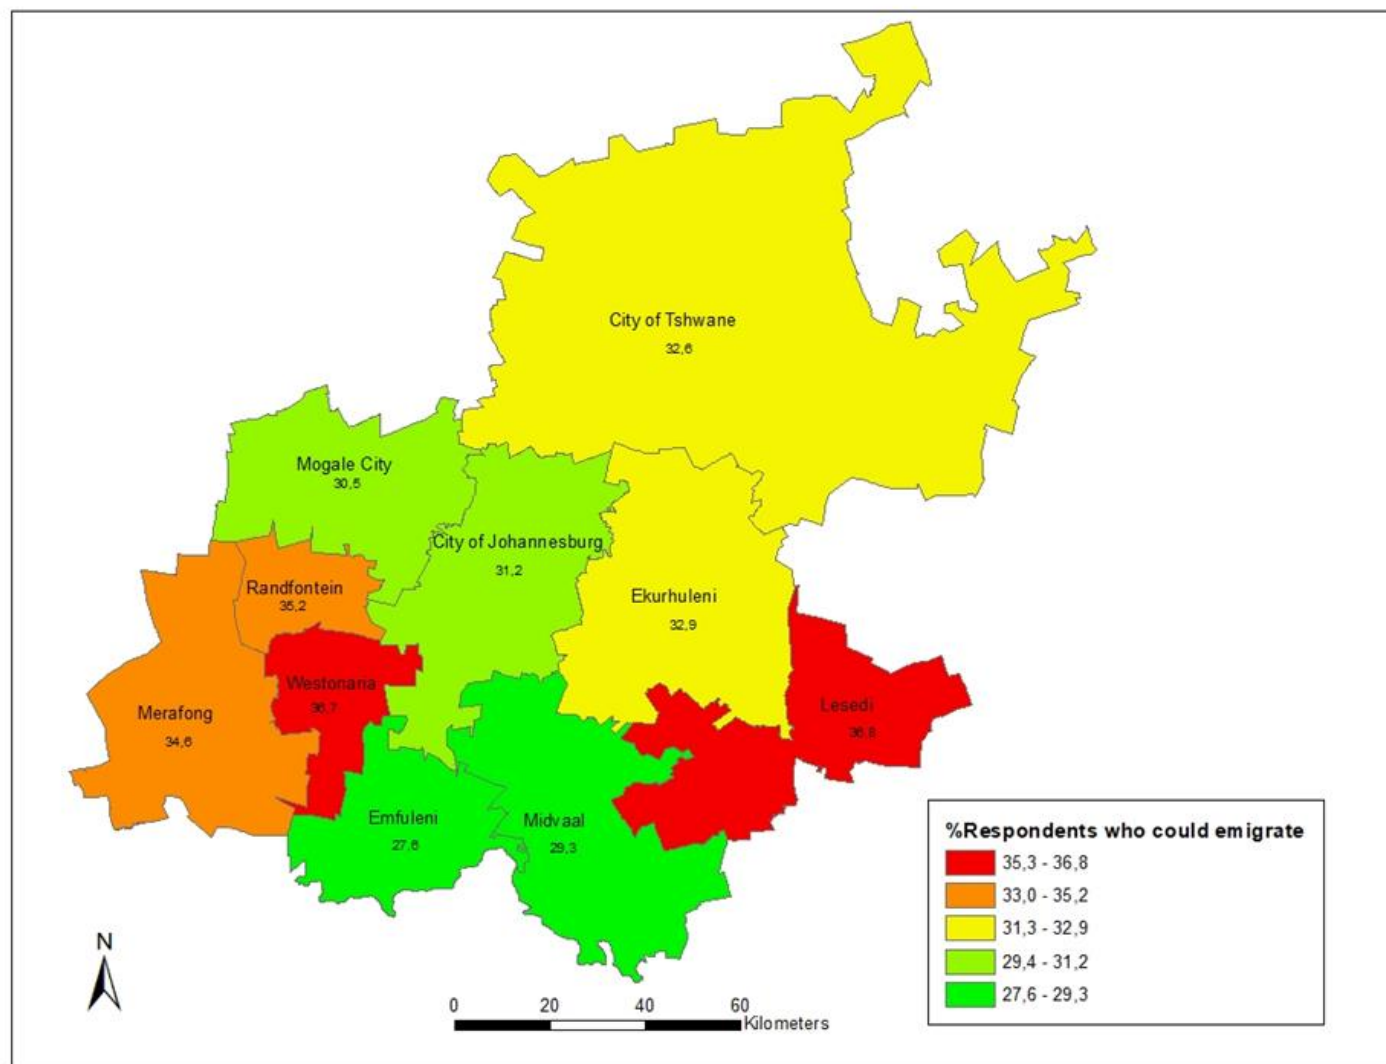 City of Tshwane
32,6
Mogale City
30,5
City of Johannesburg
31,2
Randfontein
35,2
Ekurhuleni
32,9
Westonana
36,7
Merafong
34,6
Lesedi
36,8
Emfuleni
27,6
Midvaal
29,3
%Respondents who could emigrate
35,3 - 36,8
33,0 - 35,2
31,3 - 32,9
29,4 - 31,2
27,6 - 29,3
N
0 20 40 60
Kilometers